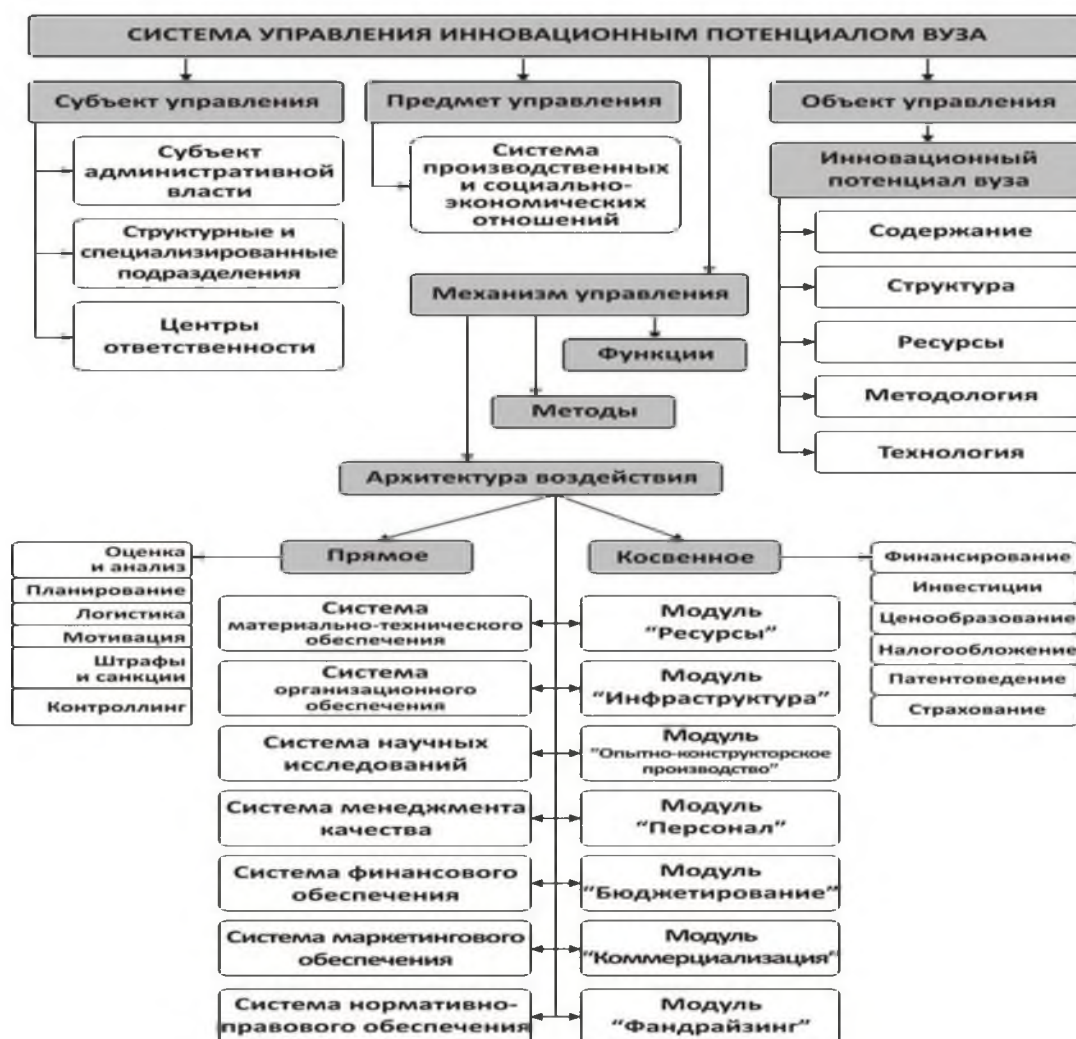 СИСТЕМА УПРАВЛЕНИЯ ИННОВАЦИОННЫМ ПОТЕНЦИАЛОМ ВУЗА
Субъект управления
Субъект
административной
власти
Структурные и
специализированные
подразделения
Центры
ответственности
Предмет управления
Система
производственных
и социально-
экономических
отношений
Объект управления
Инновационный
потенциал вуза
Содержание
Структура
Ресурсы
Методология
Технология
Механизм управления
Функции
Методы
Архитектура воздействия
Прямое
Косвенное
Оценка
и анализ
Планирование
Логистика
Мотивация
Штрафы
и санкции
Контроллинг
Финансирование
Инвестиции
Ценообразование
Налогообложение
Патентоведение
Страхование
Система
материально-технического
обеспечения
Модуль
"Ресурсы"
Система
организационного
обеспечения
Модуль
"Инфраструктура"
Система научных
исследований
Модуль
"Опытно-конструкторское
производство"
Система менеджмента
качества
Модуль
"Персонал"
Система финансового
обеспечения
Модуль
"Бюджетирование"
Система маркетингового
обеспечения
Модуль
"Коммерциализация"
Система нормативно-
правового обеспечения
Модуль
"Фандрайзинг"